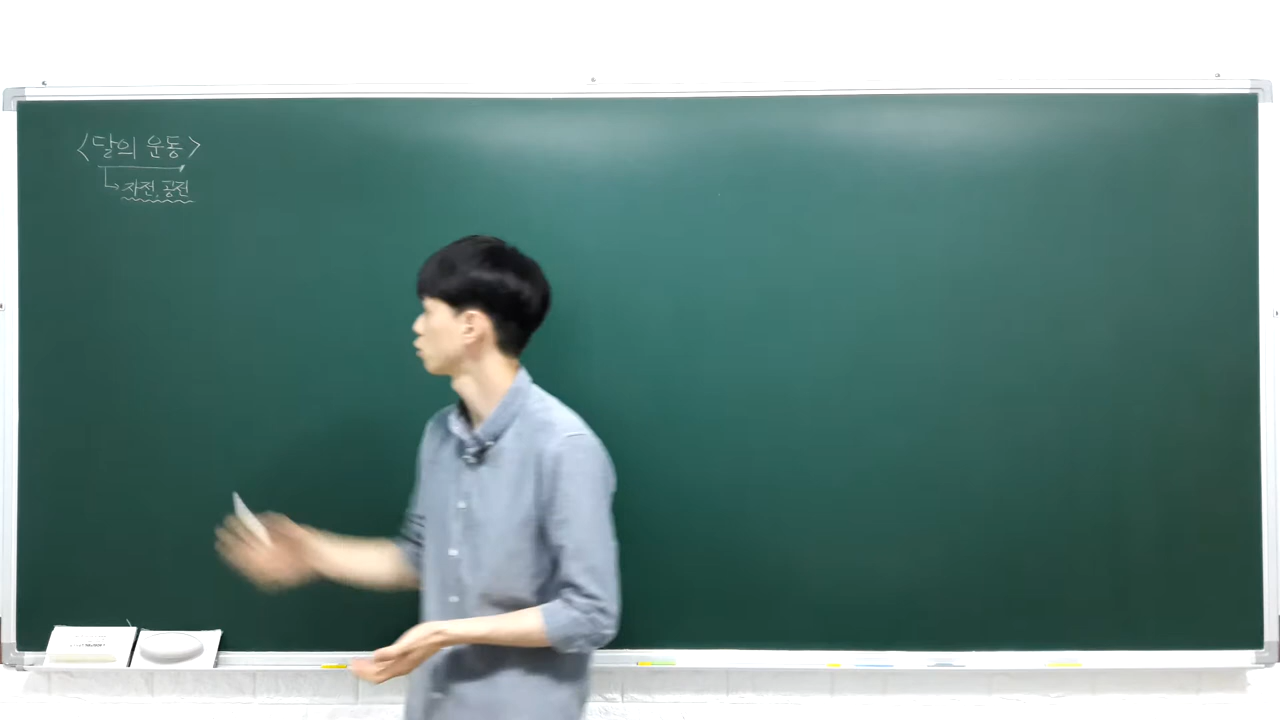 <달의 운동>
↳ 자전, 공전